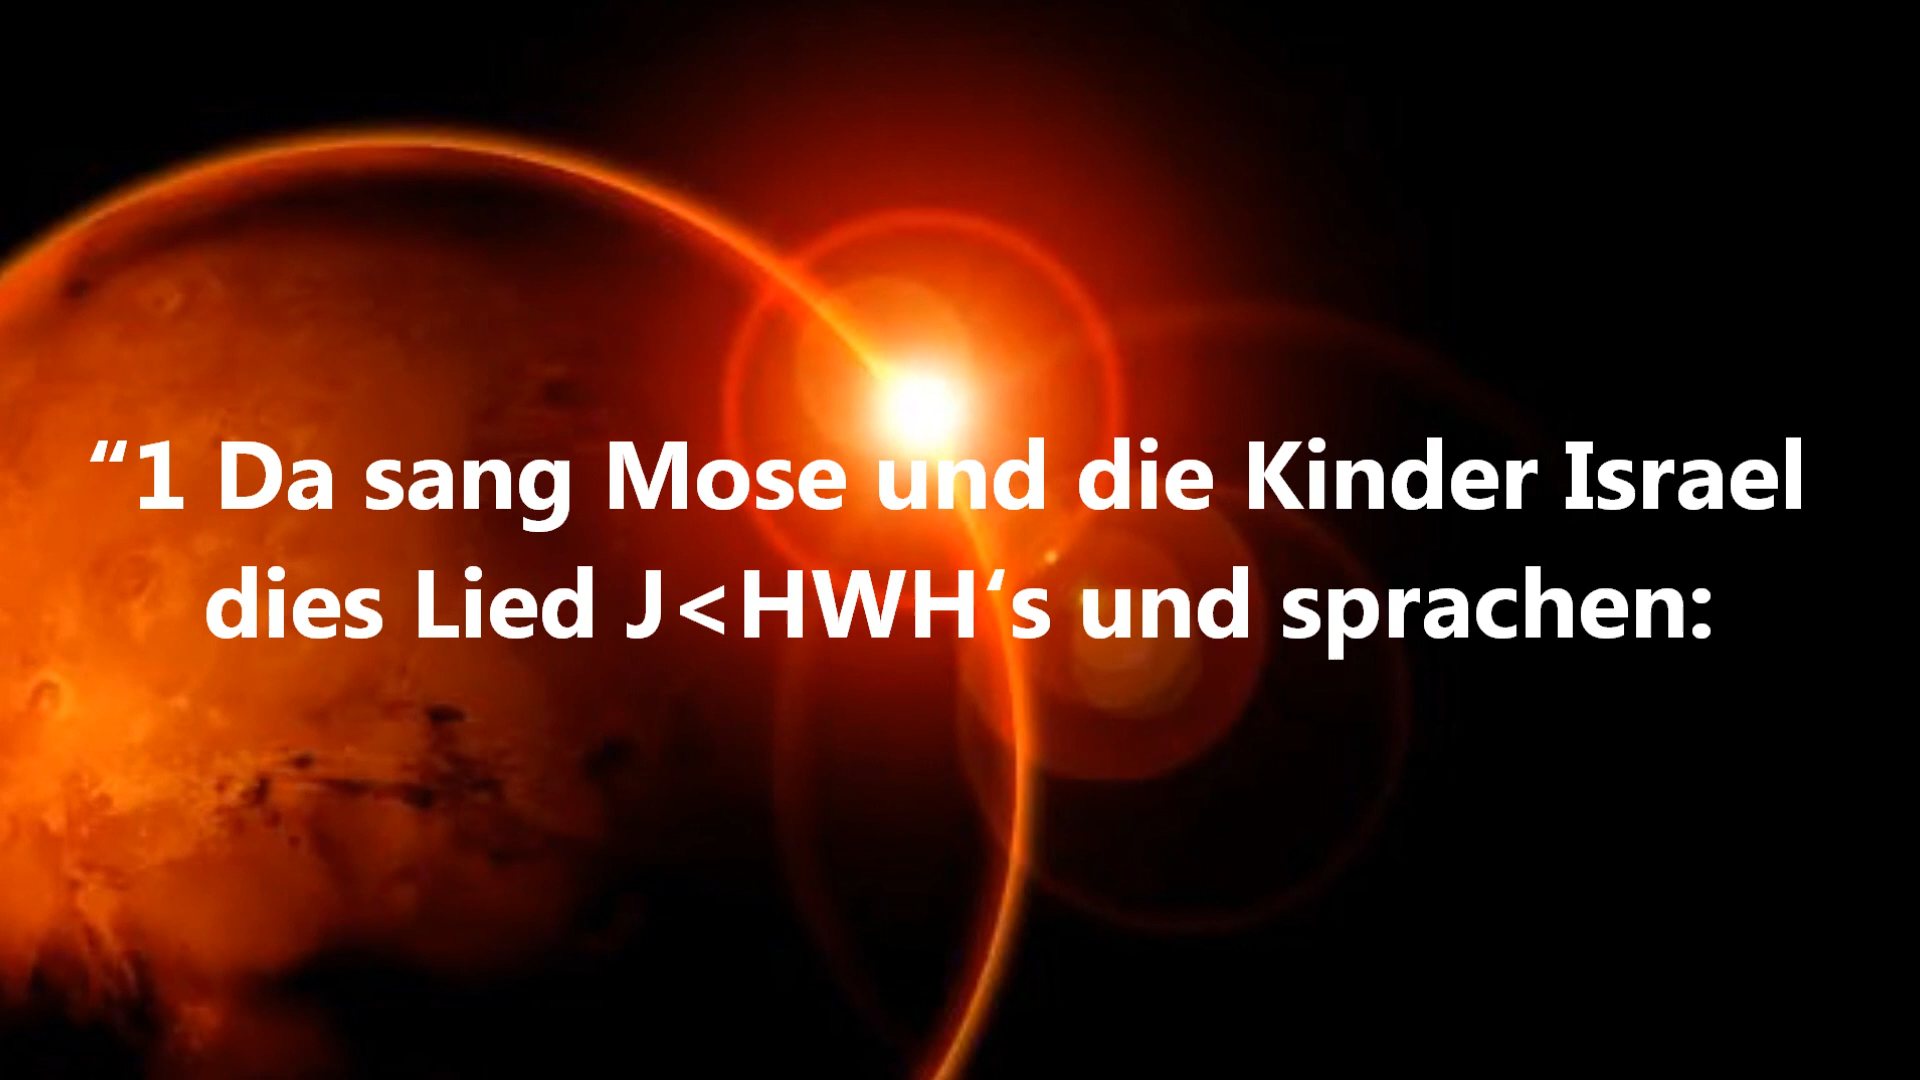 “1 Da sang Mose und die Kinder Israel
dies Lied J<HWH‘s und sprachen: